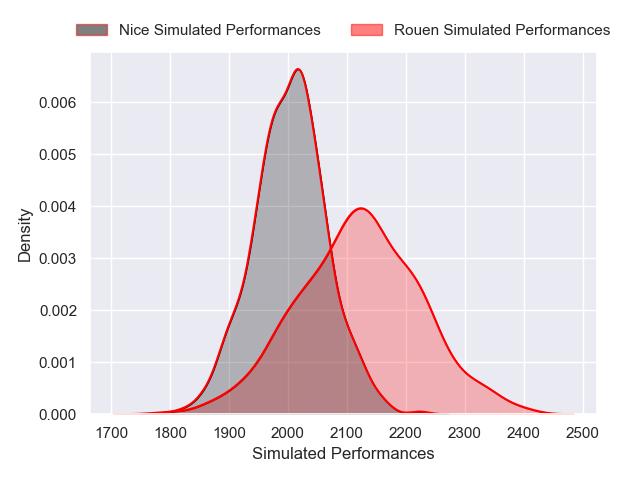 Nice Simulated Performances Rouen Simulated Performances
0.006
0.005
0.004
0.003
0.002
0.001
0.000
Density
1700 1800 1900 2000 2100 2200 2300 2400 2500
Simulated Performances